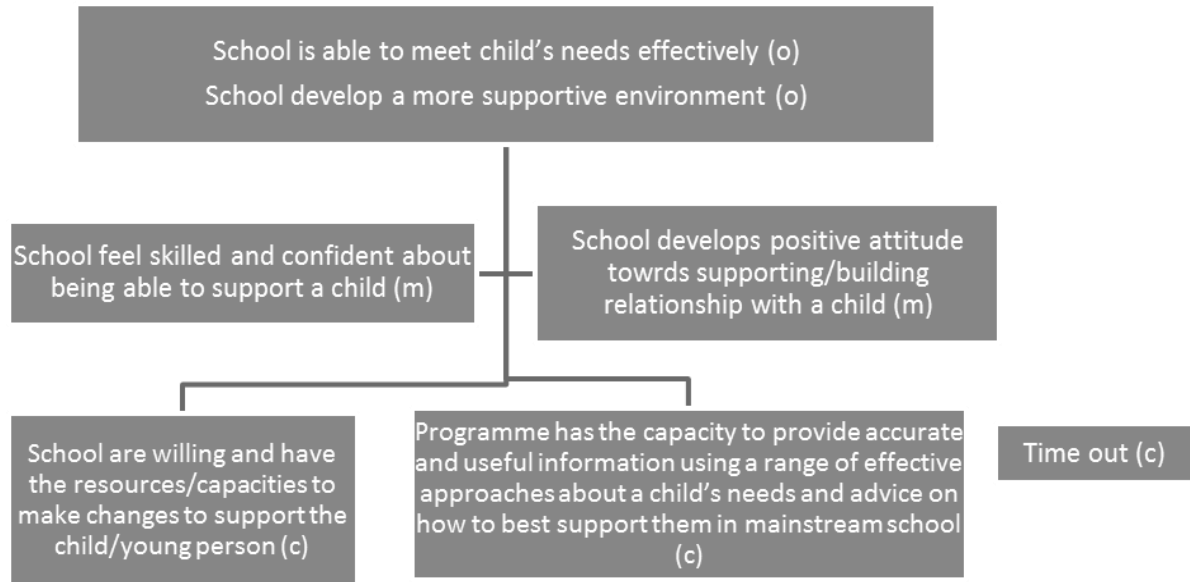 School is able to meet child’s needs effectively (o)
School develop a more supportive environment (o)
School feel skilled and confident about
being able to support a child (m)
School develops positive attitude
towrds supporting/building
relationship with a child (m)
School are willing and have
the resources/capacities to
make changes to support the
child/young person (c)
Programme has the capacity to provide accurate
and useful information using a range of effective
approaches about a child’s needs and advice on
how to best support them in mainstream school
(c)
Time out (c)